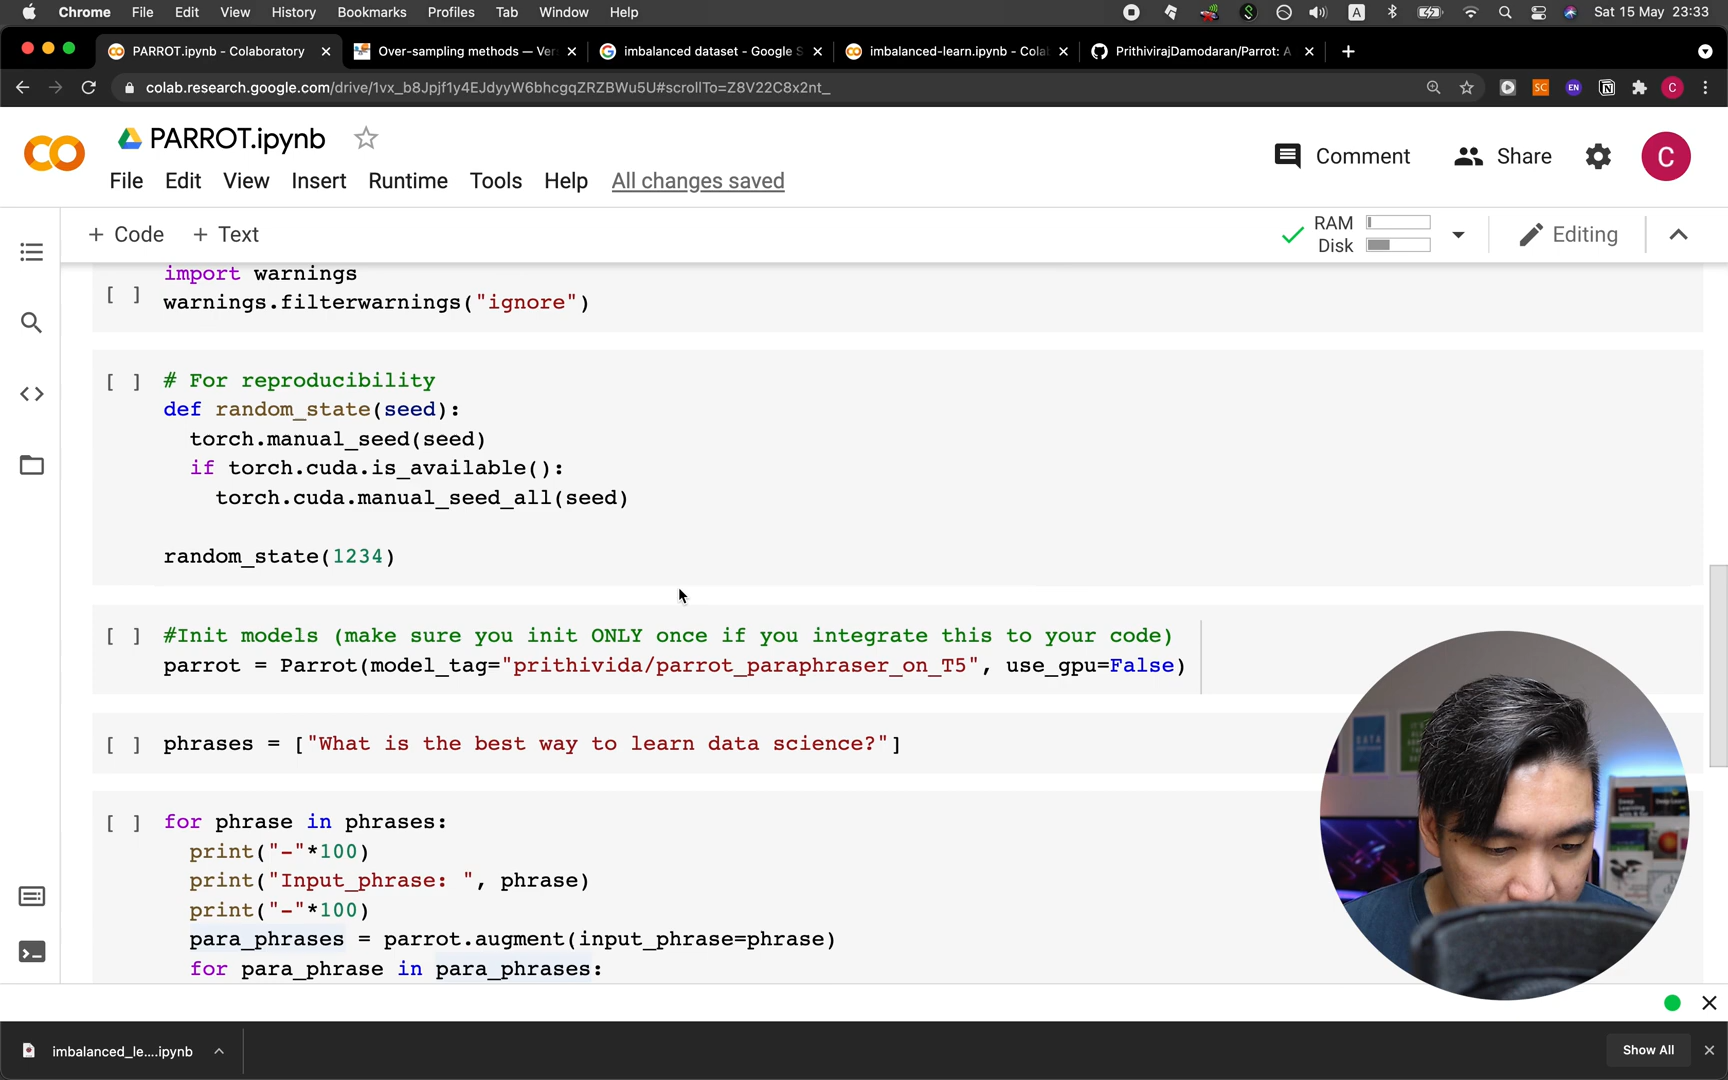 Chrome File Edit View History Bookmarks Profiles Tab Window Help A Sat 15 May 23:33
PARROT.ipynb - Colaboratory Over-sampling methods — Ver imbalanced dataset - Google S imbalanced-learn.ipynb - Colab PrithivirajDamodaran/Parrot: A
colab.research.google.com/drive/1vx_b8Jpjf1y4EJdyyW6bhcgqZRZBWu5U#scrollTo=Z8V22C8x2nt_ SC EN C
PARROT.ipynb
Comment Share C
File Edit View Insert Runtime Tools Help All changes saved
+ Code + Text RAM Disk Editing
import warnings
[ ] warnings.filterwarnings("ignore")
[ ] # For reproducibility
def random_state(seed):
torch.manual_seed(seed)
if torch.cuda.is_available():
torch.cuda.manual_seed_all(seed)
random_state(1234)
[ ] #Init models (make sure you init ONLY once if you integrate this to your code)
parrot = Parrot(model_tag="prithivida/parrot_paraphraser_on_T5", use_gpu=False)
[ ] phrases = ["What is the best way to learn data science?"]
[ ] for phrase in phrases:
print("-"*100)
print("Input_phrase: ", phrase)
print("-"*100)
para_phrases = parrot.augment(input_phrase=phrase)
for para_phrase in para_phrases:
DATA
imbalanced_le....ipynb Show All